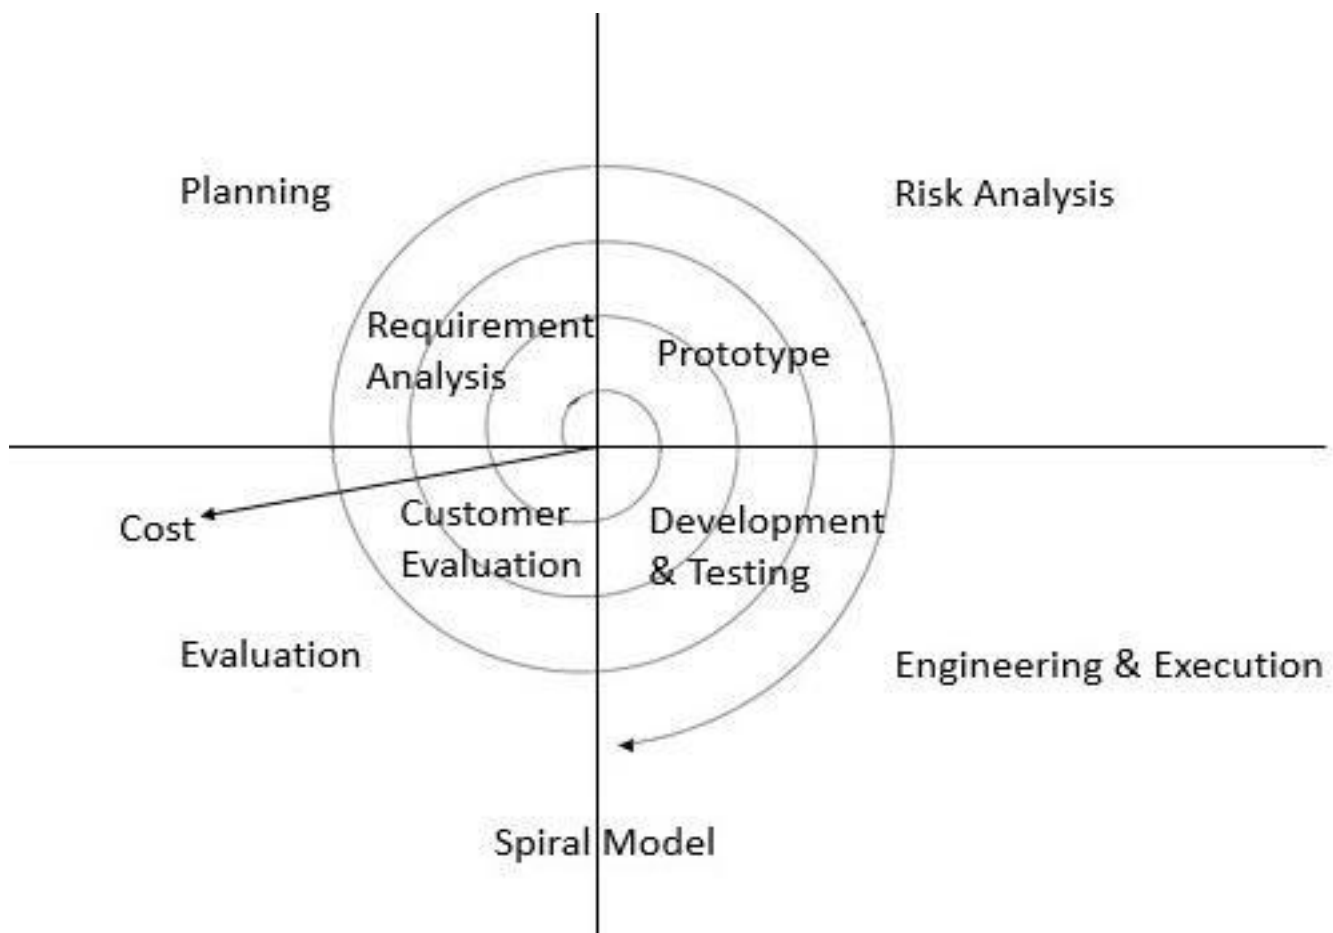 Planning
Risk Analysis
Requirement
Analysis
Prototype
Cost
Customer
Evaluation
Development
& Testing
Evaluation
Engineering & Execution
Spiral Model